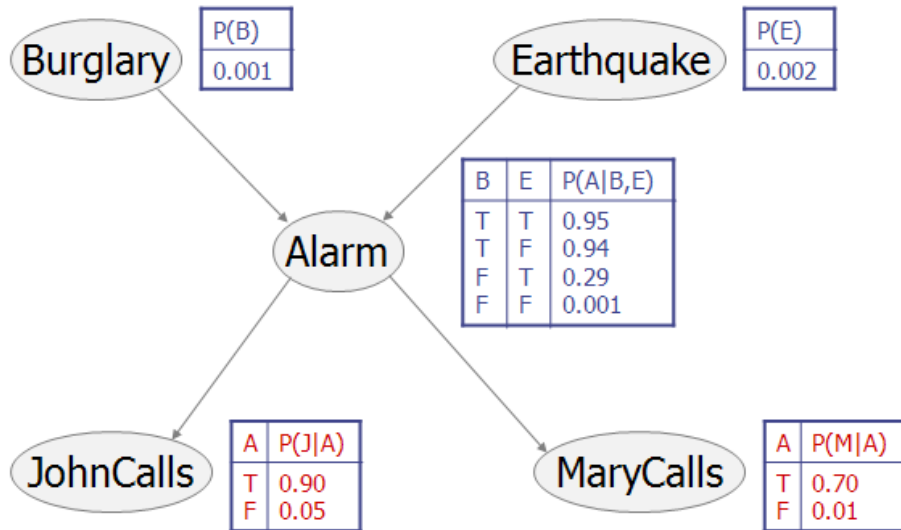 Burglary
P(B)
0.001
Earthquake
P(E)
0.002
B E P(A|B,E)
T T 0.95
T F 0.94
F T 0.29
F F 0.001
Alarm
JohnCalls
A P(J|A)
T 0.90
F 0.05
MaryCalls
A P(M|A)
T 0.70
F 0.01